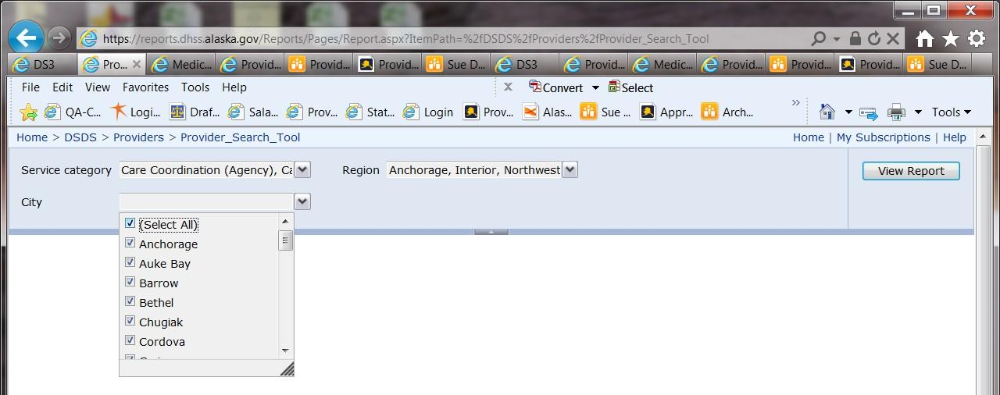 https://reports.dhss.alaska.gov/Reports/Pages/Report.aspx?ItemPath=%2fDSDS%2fProviders%2fProvider_Search_Tool
DS3 Pro... Medic... Provid... Provid... Provid... Sue D... DS3 Provid... Medic... Provid... Provid... Provid... Sue D...
File Edit View Favorites Tools Help x Convert Select
QA-C... Logi... Draf... Sala... Prov... Stat... Login Prov... Alas... Sue ... Appr... Arch... » Tools
Home > DSDS > Providers > Provider_Search_Tool Home | My Subscriptions | Help
Service category Care Coordination (Agency), Ca Region Anchorage, Interior, Northwest View Report
City
(Select All)
Anchorage
Auke Bay
Barrow
Bethel
Chugiak
Cordova